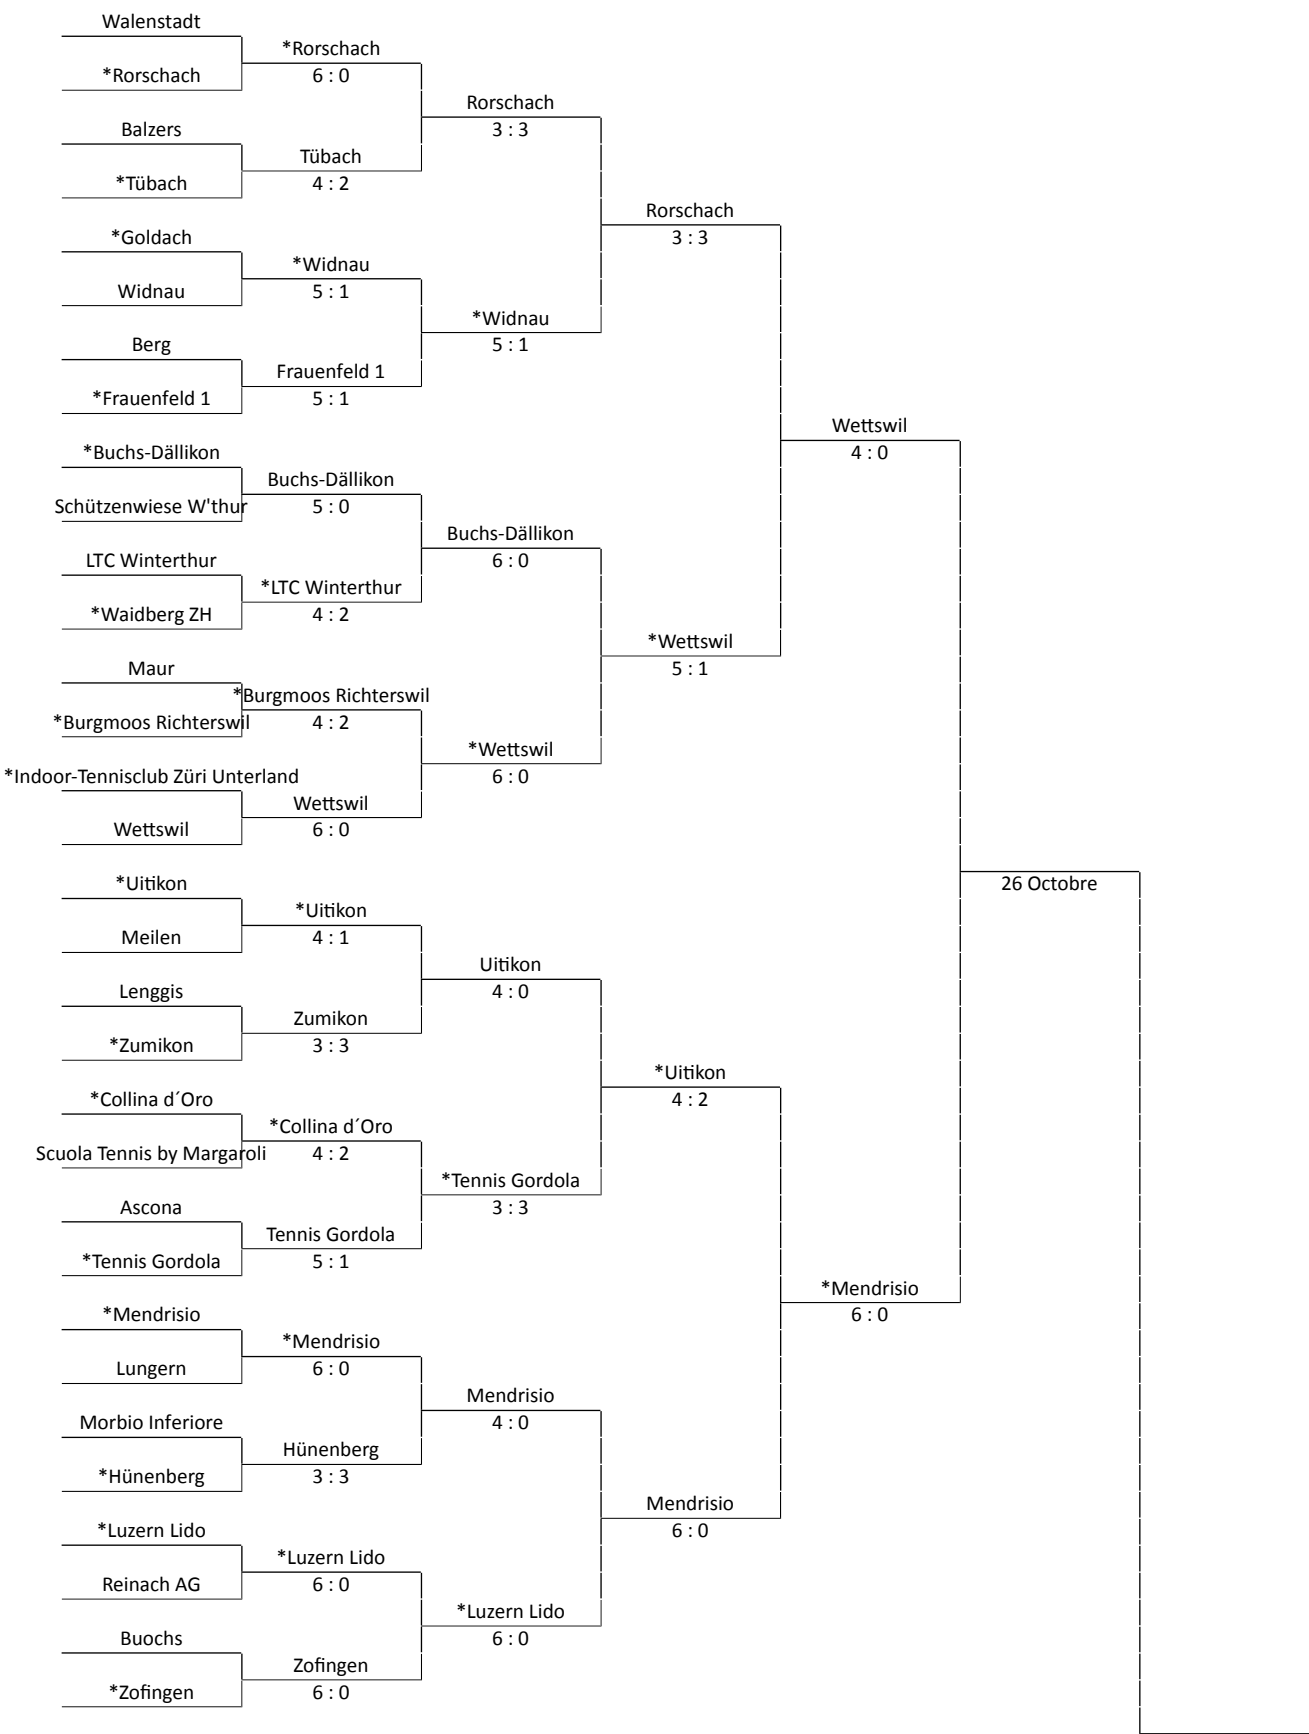 Walenstadt
*Rorschach
6 : 0
*Rorschach
Rorschach
3 : 3
Balzers
Tübach
4 : 2
*Tübach
Rorschach
3 : 3
*Goldach
*Widnau
5 : 1
Widnau
*Widnau
5 : 1
Berg
Frauenfeld 1
5 : 1
*Frauenfeld 1
Wettswil
4 : 0
*Buchs-Dällikon
Buchs-Dällikon
5 : 0
Schützenwiese W'thur
Buchs-Dällikon
6 : 0
LTC Winterthur
*LTC Winterthur
4 : 2
*Waidberg ZH
*Wettswil
5 : 1
Maur
*Burgmoos Richterswil
4 : 2
*Burgmoos Richterswil
*Wettswil
6 : 0
*Indoor-Tennisclub Züri Unterland
Wettswil
6 : 0
Wettswil
26 Octobre
*Uitikon
*Uitikon
4 : 1
Meilen
Uitikon
4 : 0
Lenggis
Zumikon
3 : 3
*Zumikon
*Uitikon
4 : 2
*Collina d´Oro
*Collina d´Oro
4 : 2
Scuola Tennis by Margaroli
*Tennis Gordola
3 : 3
Ascona
Tennis Gordola
5 : 1
*Tennis Gordola
*Mendrisio
6 : 0
*Mendrisio
*Mendrisio
6 : 0
Lungern
Mendrisio
4 : 0
Morbio Inferiore
Hünenberg
3 : 3
*Hünenberg
Mendrisio
6 : 0
*Luzern Lido
*Luzern Lido
6 : 0
Reinach AG
*Luzern Lido
6 : 0
Buochs
Zofingen
6 : 0
*Zofingen